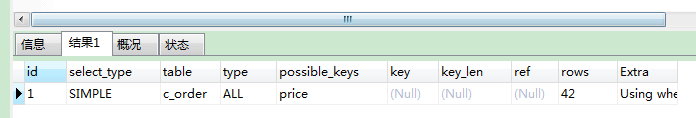 信息 结果1 概况 状态
id select_type table type possible_keys key key_len ref rows Extra
1 SIMPLE c_order ALL price (Null) (Null) (Null) 42 Using whe